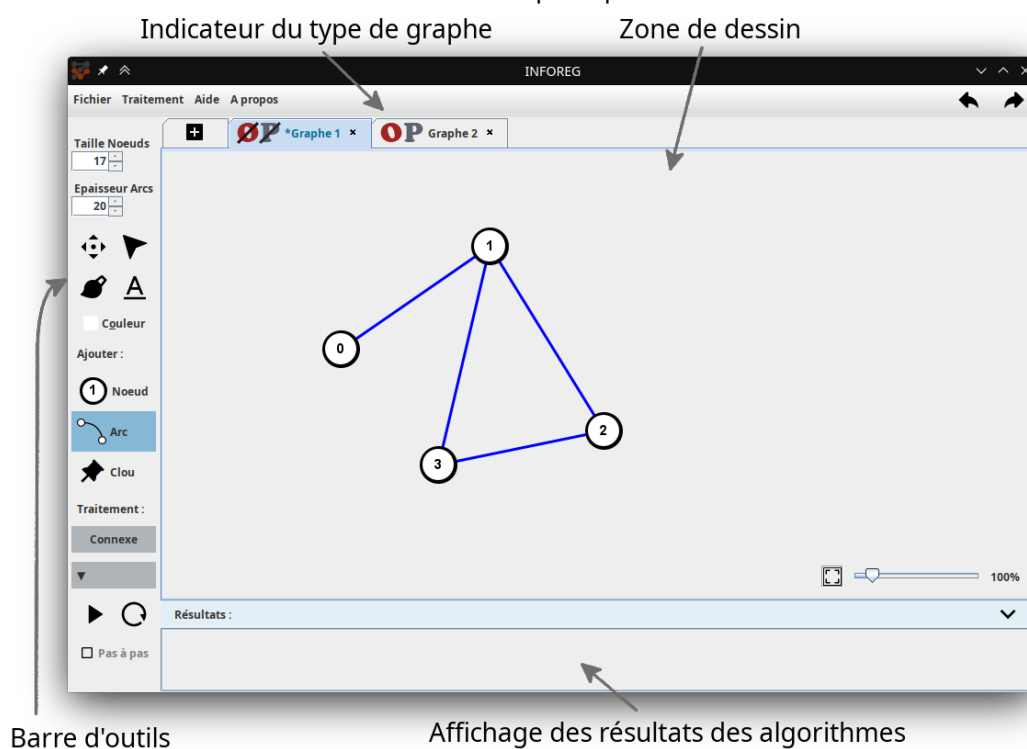 Indicateur du type de graphe
Zone de dessin
INFOREG
Fichier Traitement Aide A propos
Taille Noeuds
17
OP *Graphe 1 ×
OP Graphe 2 ×
Epaisseur Arcs
20
A
Couleur
Ajouter :
1 Noeud
Arc
Clou
Traitement :
Connexe
Pas à pas
1
0
2
3
100%
Résultats :
Barre d'outils
Affichage des résultats des algorithmes